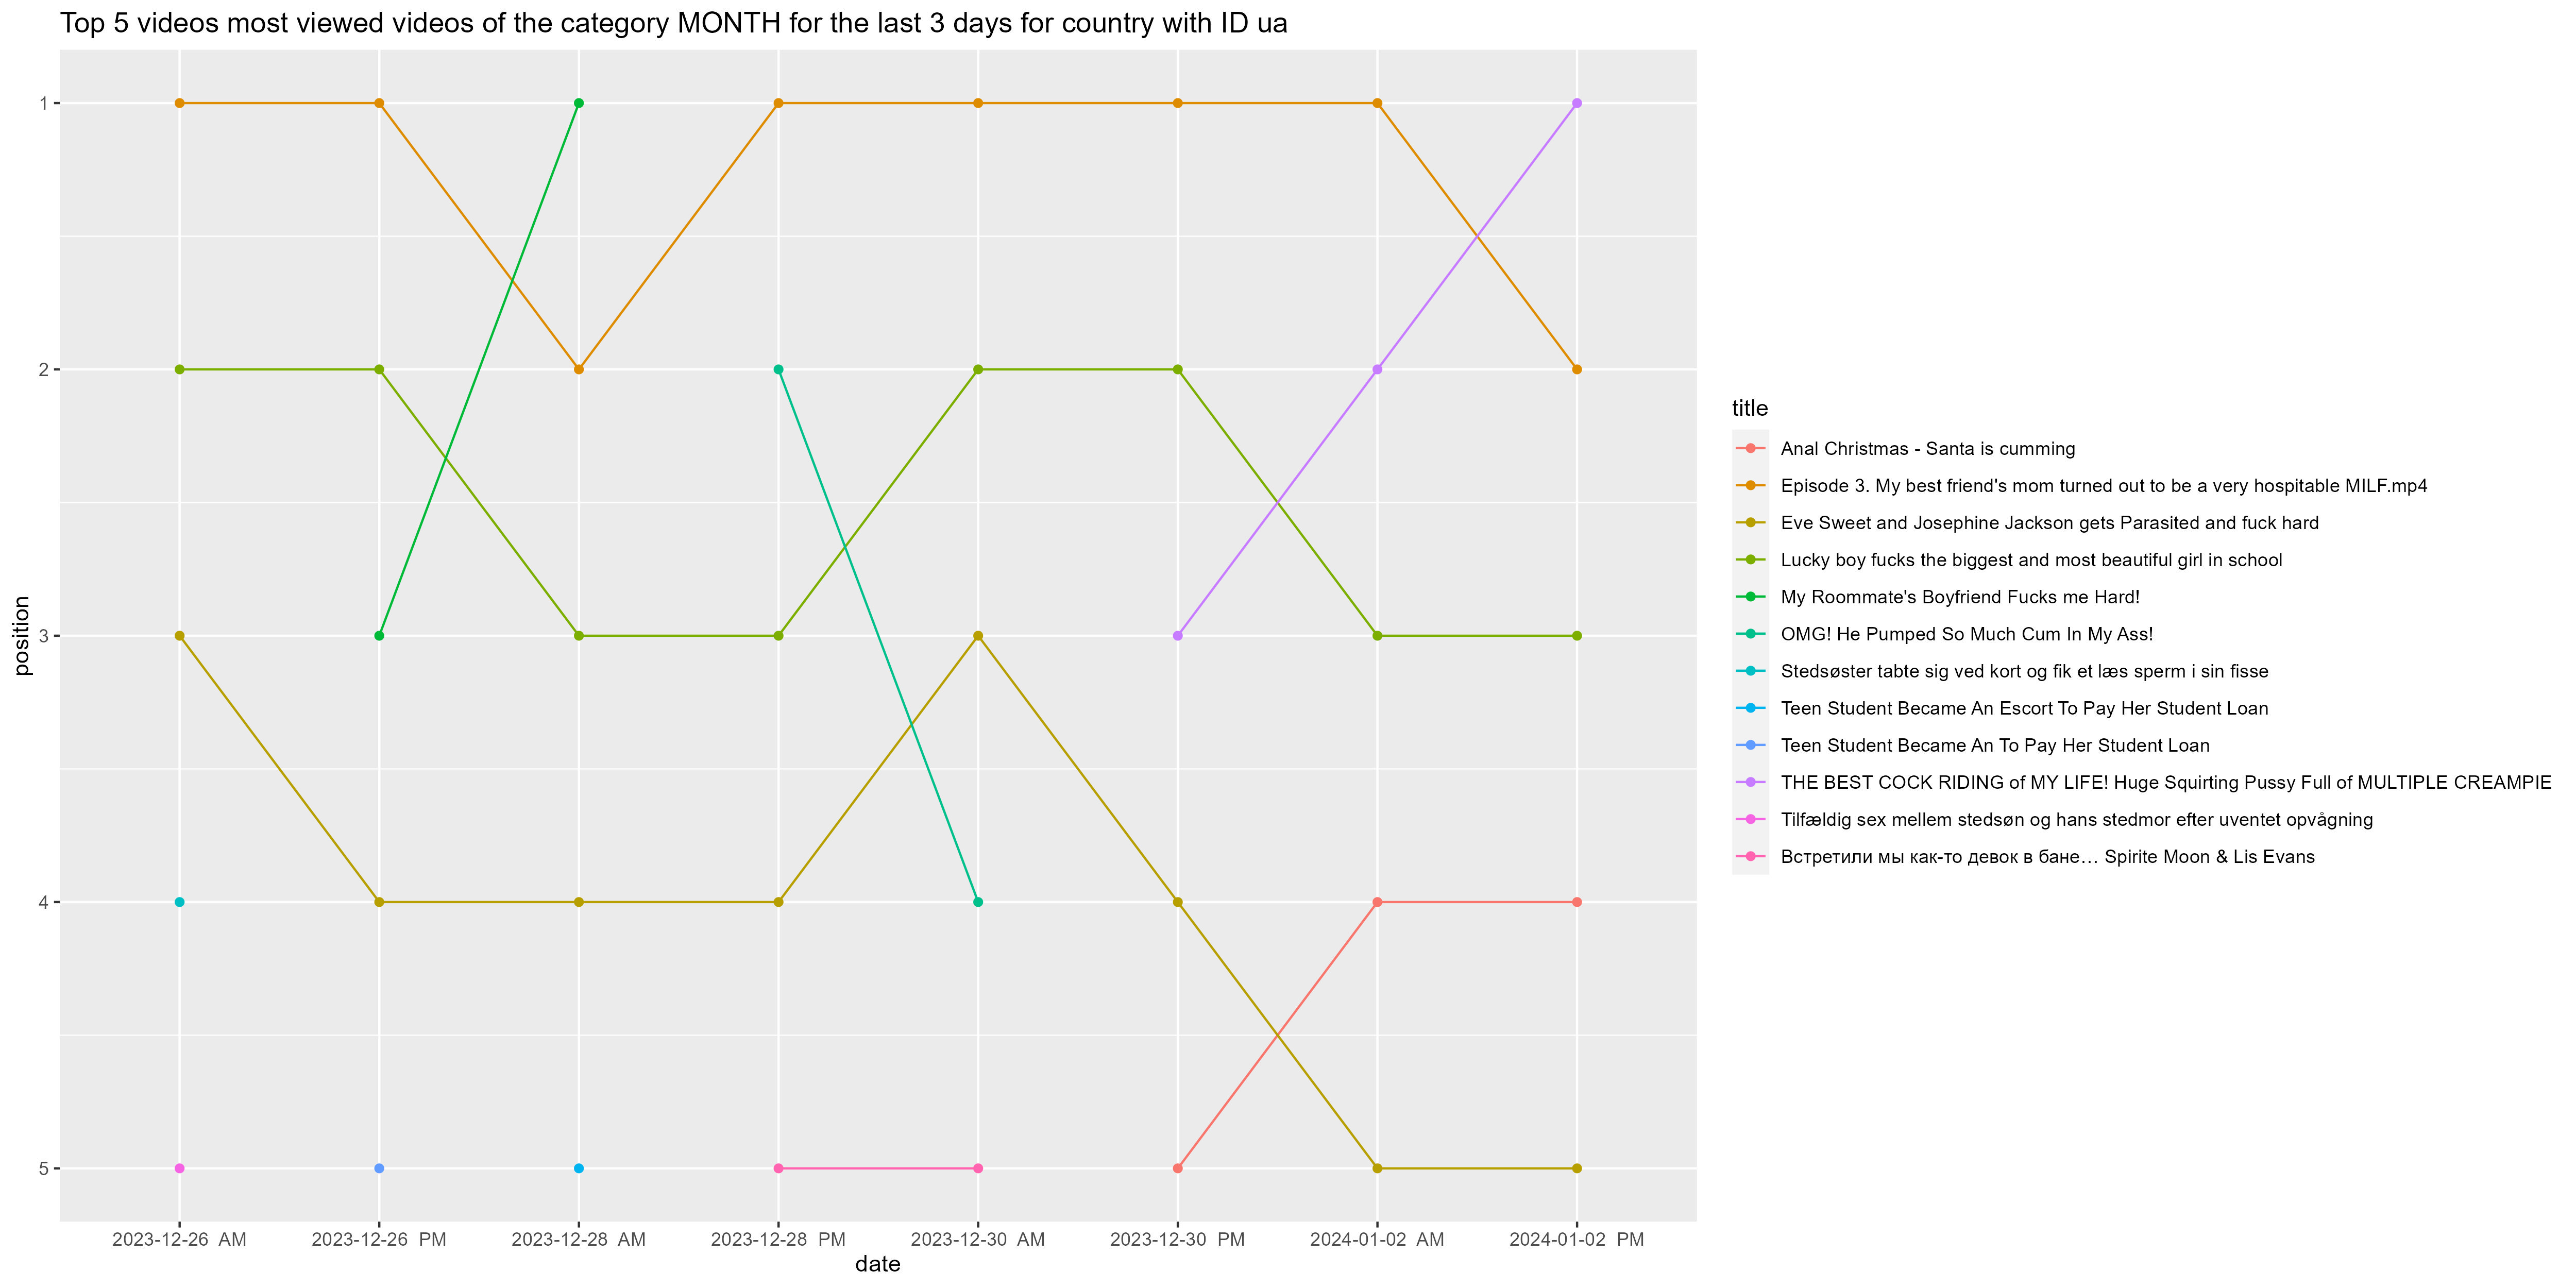 Top 5 videos most viewed videos of the category MONTH for the last 3 days for country with ID ua
position
1
2
3
4
5
2023-12-26 AM
2023-12-26 PM
2023-12-28 AM
2023-12-28 PM
2023-12-30 AM
2023-12-30 PM
2024-01-02 AM
2024-01-02 PM
date
title
Anal Christmas - Santa is cumming
Episode 3. My best friend's mom turned out to be a very hospitable MILF.mp4
Eve Sweet and Josephine Jackson gets Parasited and fuck hard
Lucky boy fucks the biggest and most beautiful girl in school
My Roommate's Boyfriend Fucks me Hard!
OMG! He Pumped So Much Cum In My Ass!
Stedsøster tabte sig ved kort og fik et læs sperm i sin fisse
Teen Student Became An Escort To Pay Her Student Loan
Teen Student Became An To Pay Her Student Loan
THE BEST COCK RIDING of MY LIFE! Huge Squirting Pussy Full of MULTIPLE CREAMPIE
Tilfældig sex mellem stedsøn og hans stedmor efter uventet opvågning
Встретили мы как-то девок в бане… Spirite Moon & Lis Evans